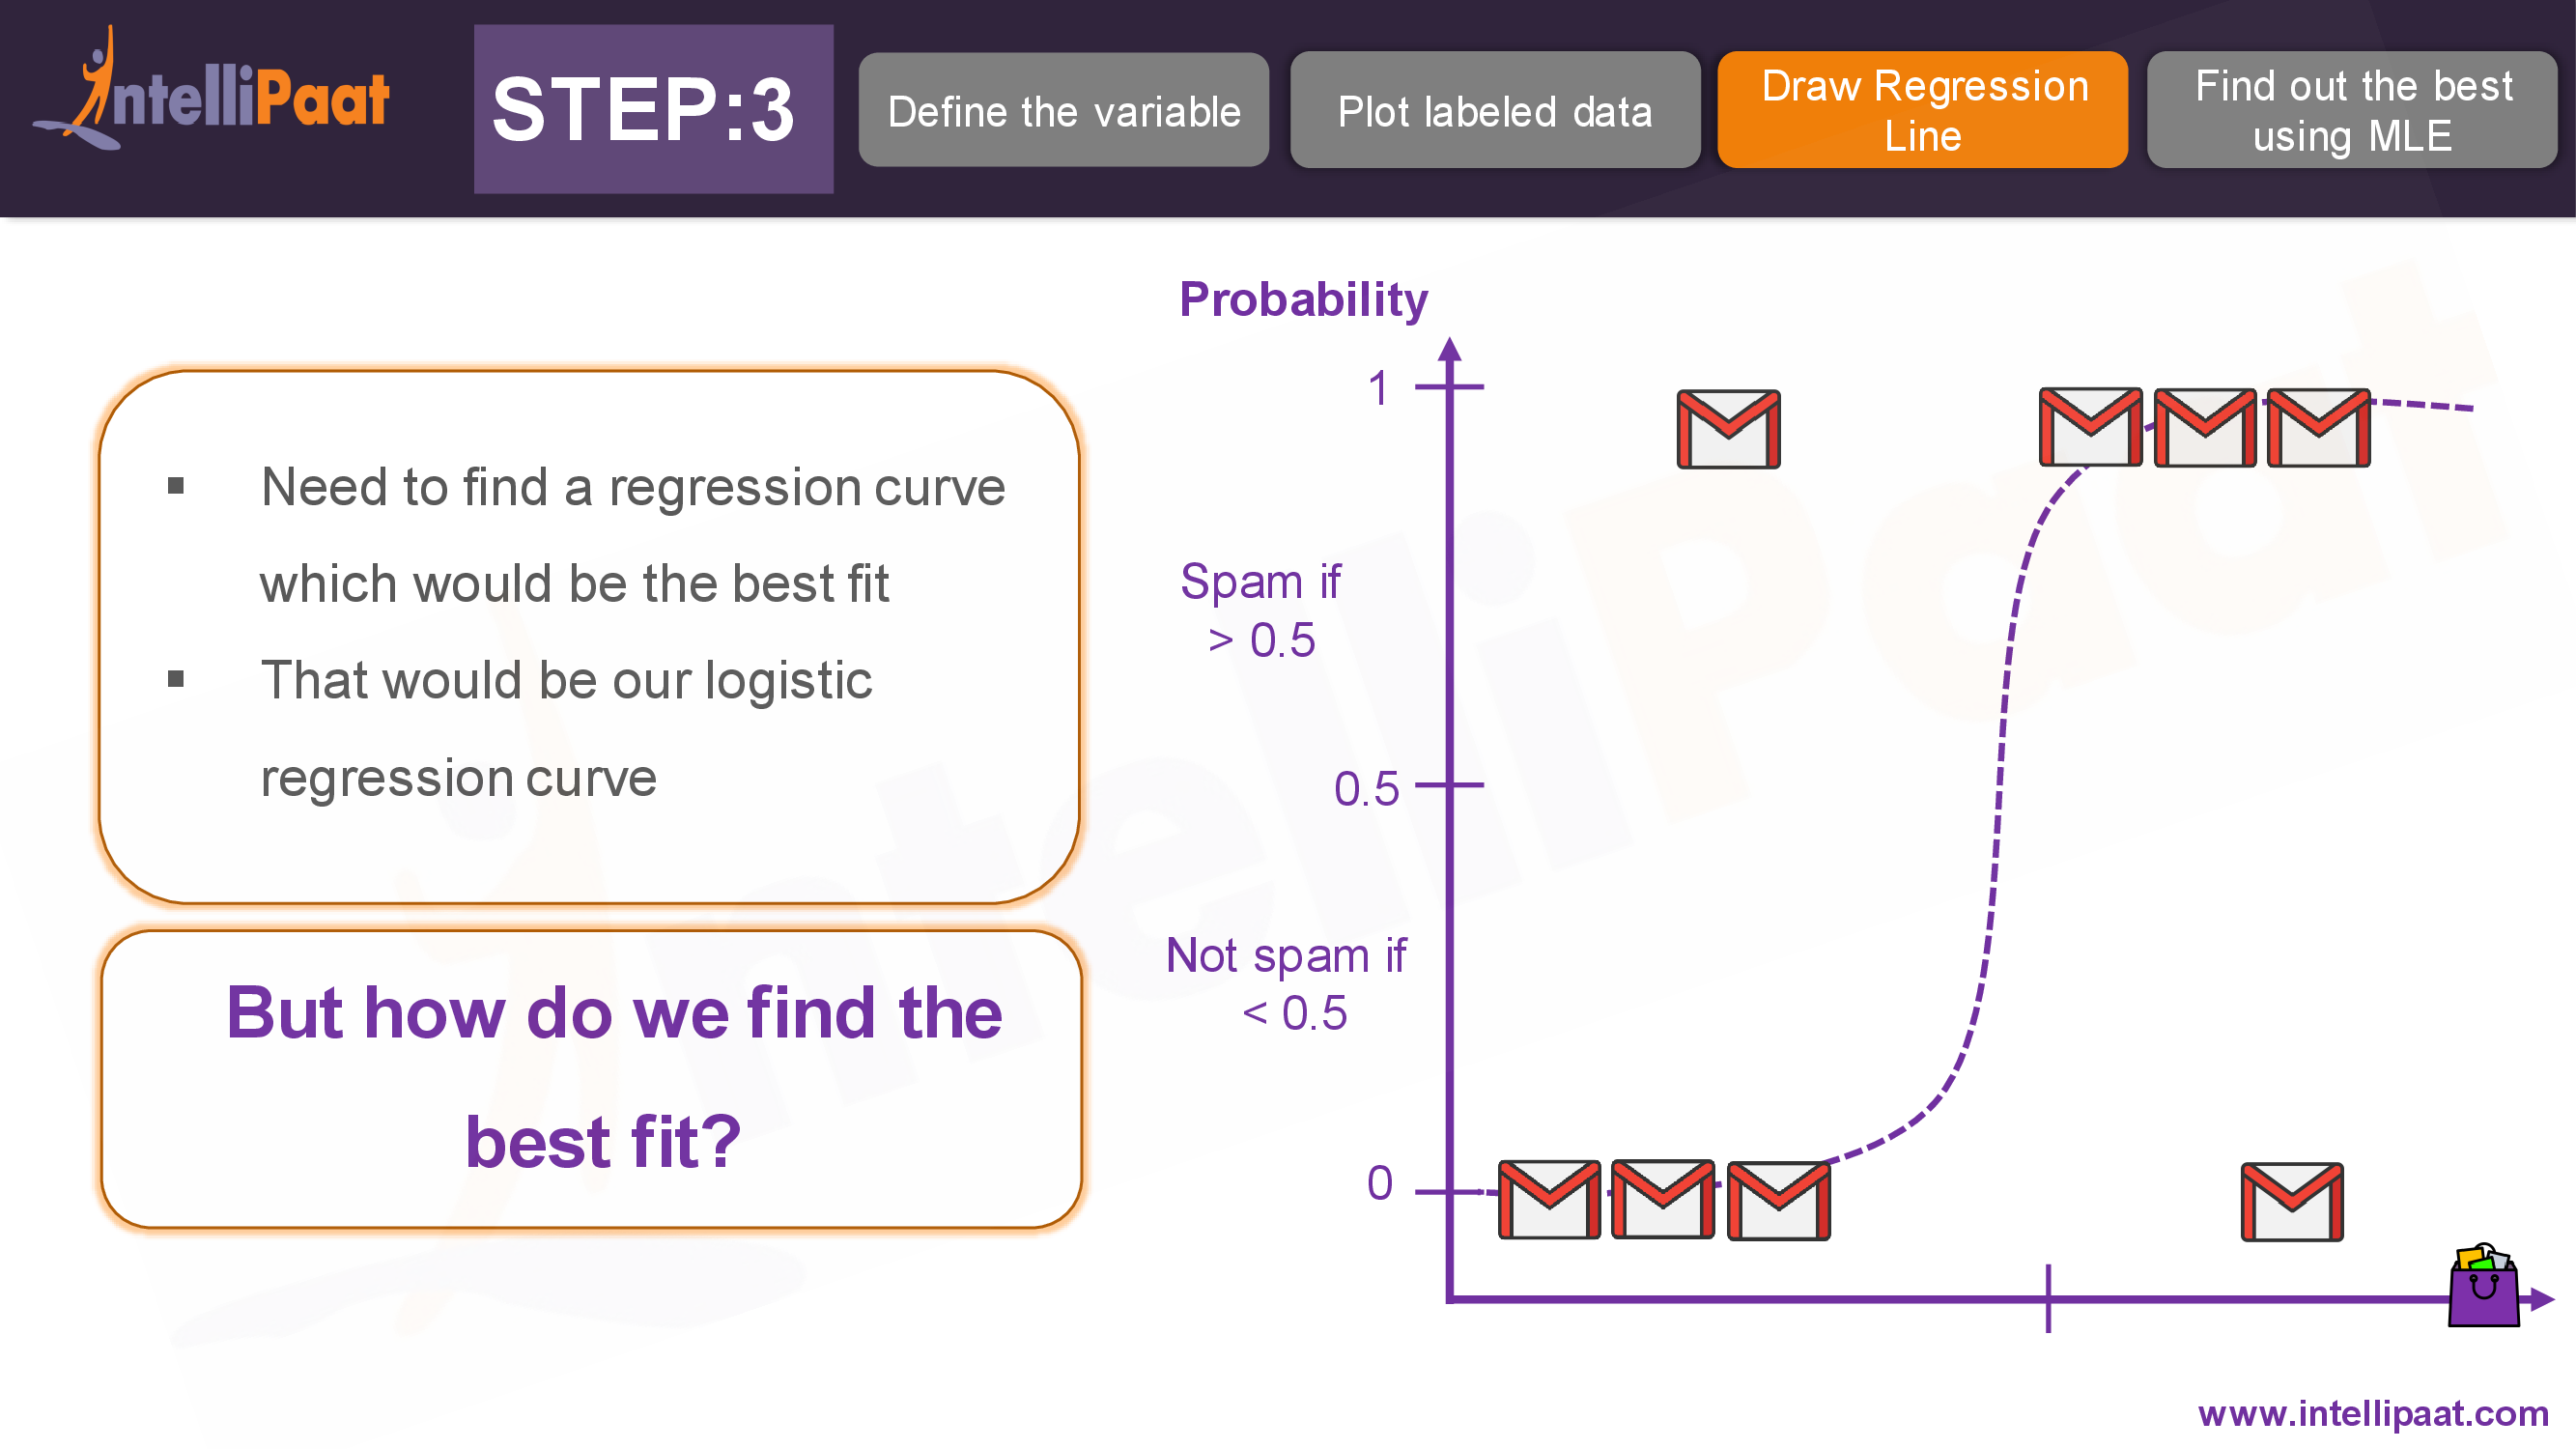 IntelliPaat
STEP:3
Define the variable
Plot labeled data
Draw Regression
Line
Find out the best
using MLE
▪ Need to find a regression curve
which would be the best fit
▪ That would be our logistic
regression curve
But how do we find the
best fit?
Probability
1
Spam if
> 0.5
0.5
Not spam if
< 0.5
0
www.intellipaat.com